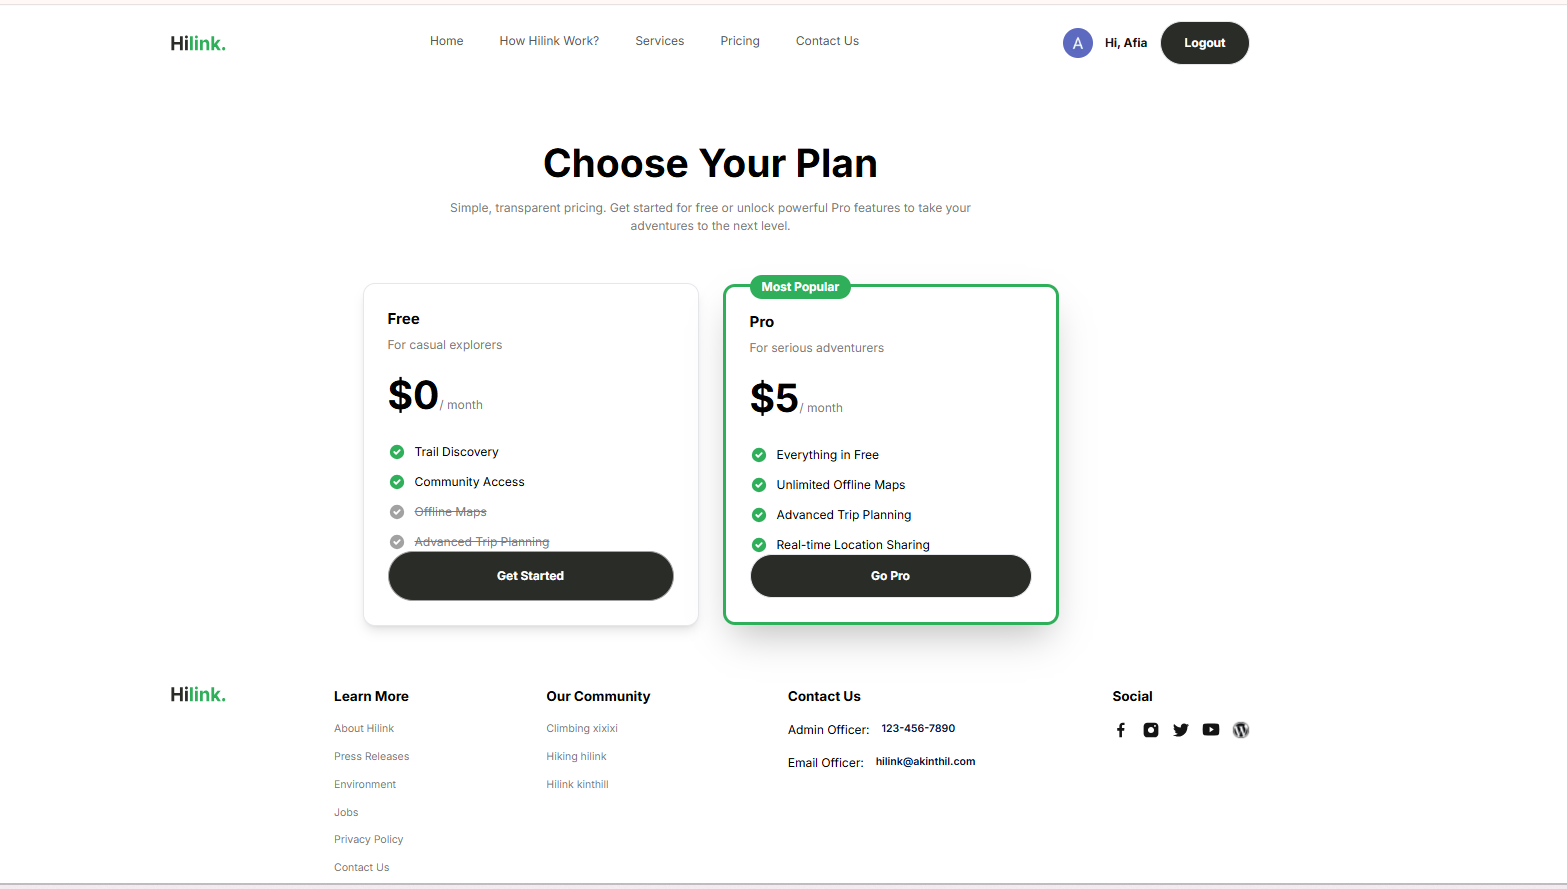 Hilink.
Home How Hilink Work? Services Pricing Contact Us
A Hi, Afia Logout
Choose Your Plan
Simple, transparent pricing. Get started for free or unlock powerful Pro features to take your
adventures to the next level.
Free
For casual explorers
$0/ month
Trail Discovery
Community Access
Offline Maps
Advanced Trip Planning
Get Started
Most Popular
Pro
For serious adventurers
$5/ month
Everything in Free
Unlimited Offline Maps
Advanced Trip Planning
Real-time Location Sharing
Go Pro
Hilink.
Learn More
About Hilink
Press Releases
Environment
Jobs
Privacy Policy
Contact Us
Our Community
Climbing xixixi
Hiking hilink
Hilink kinthill
Contact Us
Admin Officer: 123-456-7890
Email Officer: hilink@akinthil.com
Social